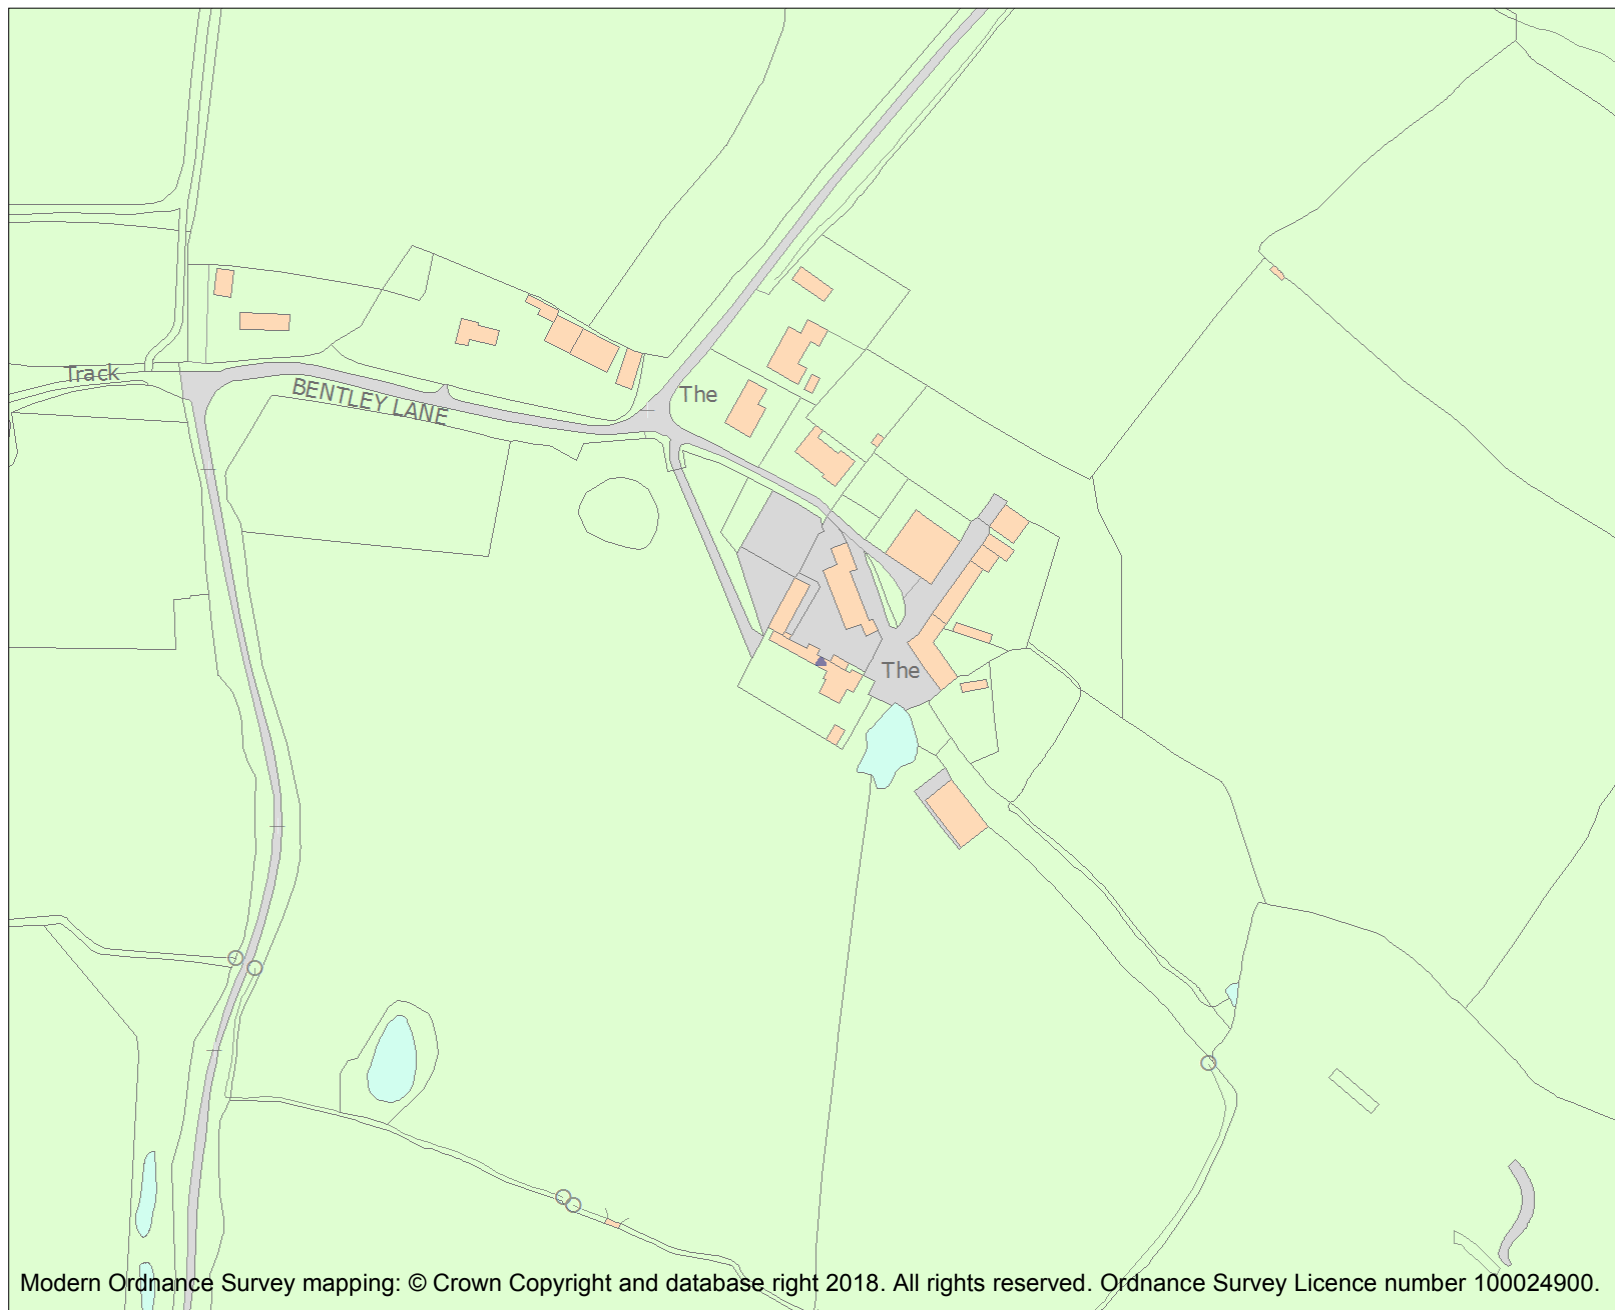 Track
BENTLEY LANE
The
The
Modern Ordnance Survey mapping: © Crown Copyright and database right 2018. All rights reserved. Ordnance Survey Licence number 100024900.